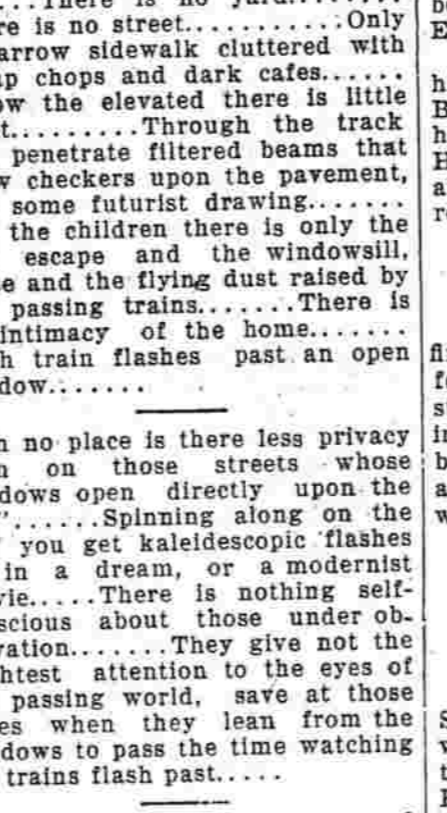 ...There is no yard........
re is no street............Only
arrow sidewalk cluttered with
ap chops and dark cafes......
ow the elevated there is little
t.........Through the track
penetrate filtered beams that
w checkers upon the pavement,
some futurist drawing.......
the children there is only the
escape and the windowsill,
e and the flying dust raised by
passing trains.......There is
intimacy of the home.......
h train flashes past an open
dow.......
n no place is there less privacy
n on those streets whose
dows open directly upon the
"......Spinning along on the
you get kaleidescopic flashes
in a dream, or a modernist
vie.....There is nothing self-
scious about those under ob-
vation.......They give not the
htest attention to the eyes of
passing world, save at those
es when they lean from the
dows to pass the time watching
trains flash past.....